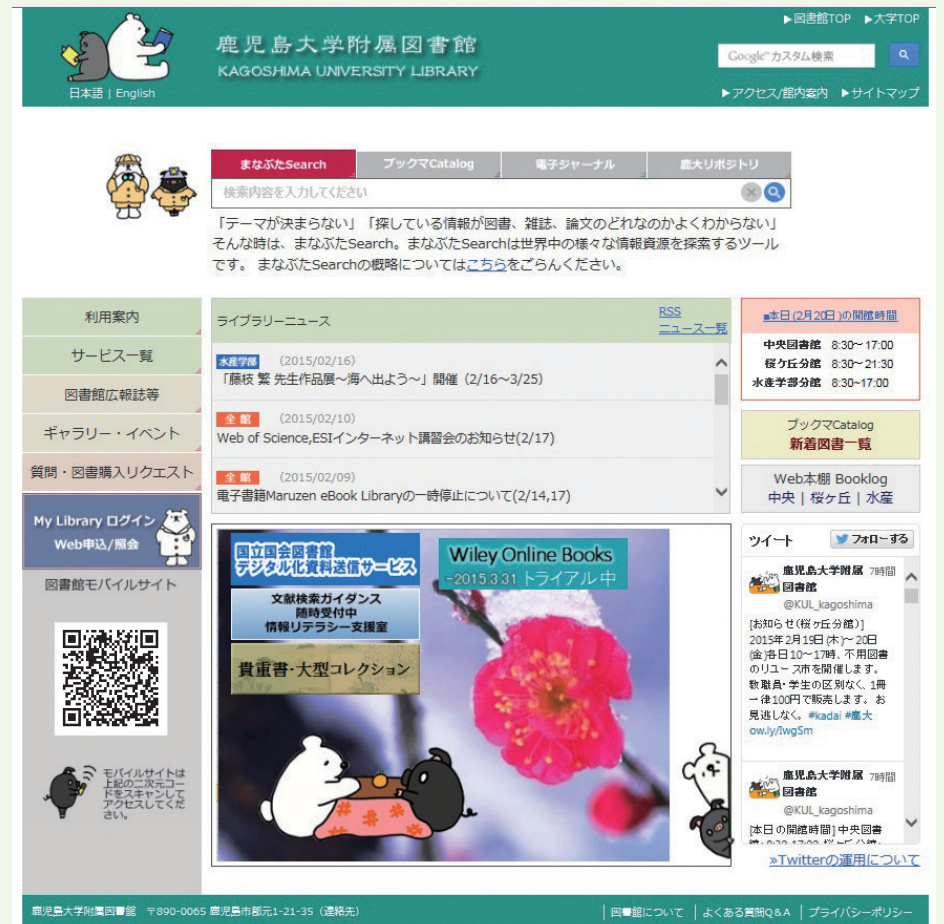 ▶図書館TOP ▶大学TOP
鹿児島大学附属図書館
KAGOSHIMA UNIVERSITY LIBRARY
Google™カスタム検索
日本語 | English
▶アクセス/館内案内 ▶サイトマップ
まなぶたSearch
ブックマCatalog
電子ジャーナル
鹿大リポジトリ
検索内容を入力してください
「テーマが決まらない」「探している情報が図書、雑誌、論文のどれなのかよくわからない」
そんな時は、まなぶたSearch。まなぶたSearchは世界中の様々な情報資源を探索するツール
です。 まなぶたSearchの概略についてはこちらをごらんください。
利用案内
サービス一覧
図書館広報誌等
ギャラリー・イベント
質問・図書購入リクエスト
My Library ログイン
Web申込/照会
図書館モバイルサイト
モバイルサイトは
上記の二次元コー
ドをスキャンして
アクセスしてくだ
さい。
ライブラリーニュース
RSS
ニュース一覧
水産学部 (2015/02/16)
「藤枝 繁 先生作品展～海へ出よう～」開催（2/16～3/25）
全 館 (2015/02/10)
Web of Science,ESIインターネット講習会のお知らせ(2/17)
全 館 (2015/02/09)
電子書籍Maruzen eBook Libraryの一時停止について(2/14,17)
国立国会図書館
デジタル化資料送信サービス
文献検索ガイダンス
随時受付中
情報リテラシー支援室
貴重書・大型コレクション
Wiley Online Books
-2015.3.31 トライアル中
■本日(2月20日)の開館時間
中央図書館 8:30～17:00
桜ケ丘分館 8:30～21:30
水産学部分館 8:30～17:00
ブックマCatalog
新着図書一覧
Web本棚 Booklog
中央 | 桜ヶ丘 | 水産
ツイート
フォローする
鹿児島大学附属 7時間
図書館
@KUL_kagoshima
[お知らせ(桜ヶ丘分館)]
2015年2月19日(木)～20日
(金)各日10～17時、不用図書
のリユース市を開催します。
教職員・学生の区別なく、1冊
一律100円で販売します。お
見逃しなく。 #kadai #鹿大
ow.ly/IwgSm
鹿児島大学附属 7時間
図書館
@KUL_kagoshima
[本日の開館時間] 中央図書
»Twitterの運用について
鹿児島大学附属図書館 〒890-0065 鹿児島市郡元1-21-35（連絡先）
図書館について | よくある質問Q&A | プライバシーポリシー